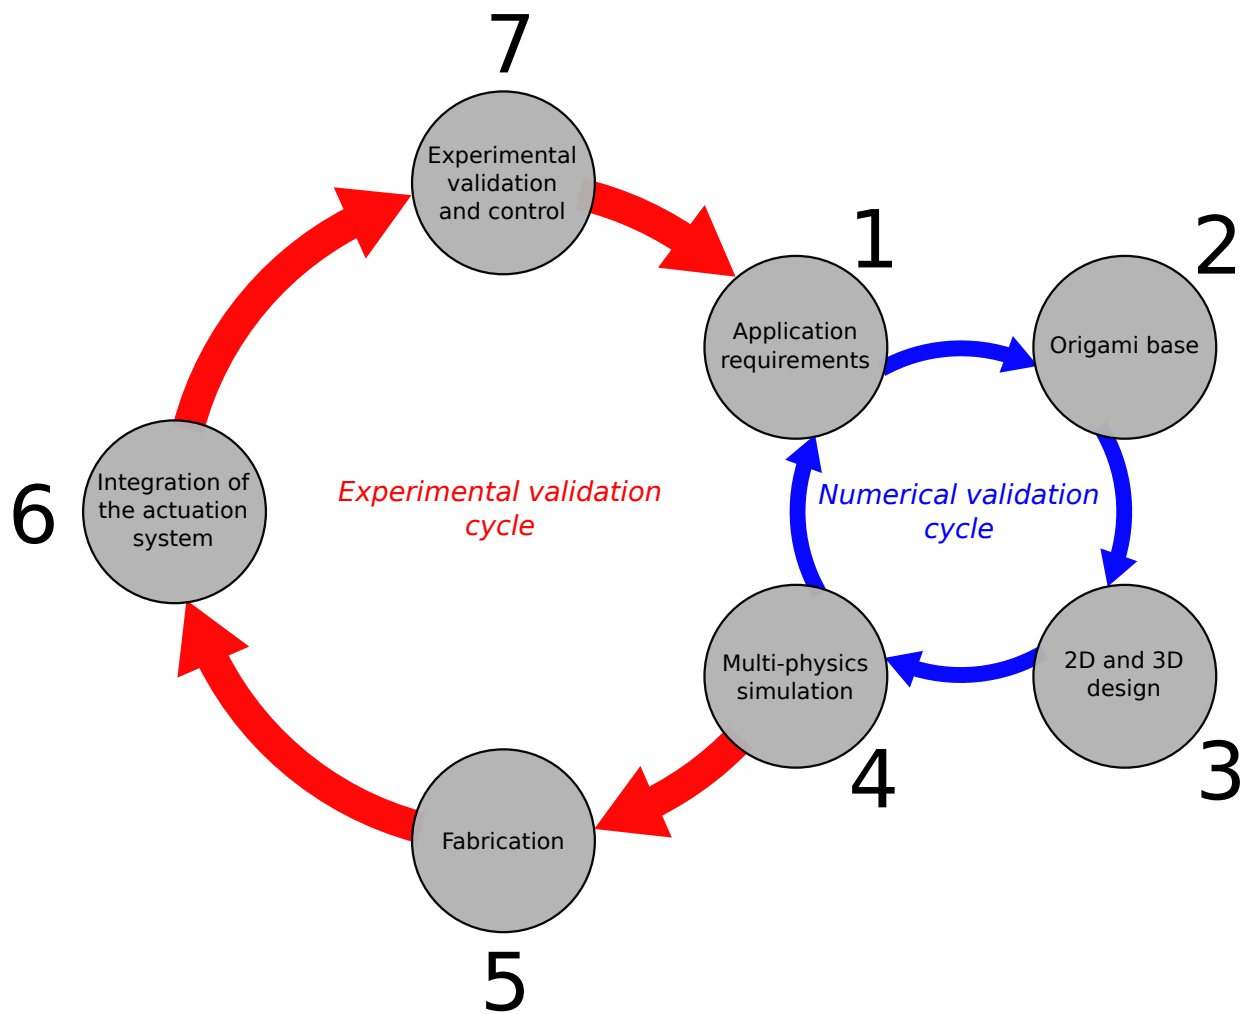 7
Experimental
validation
and control
1
Application
requirements
2
Origami base
6
Integration of
the actuation
system
Experimental validation
cycle
Numerical validation
cycle
Multi-physics
simulation
4
2D and 3D
design
3
Fabrication
5